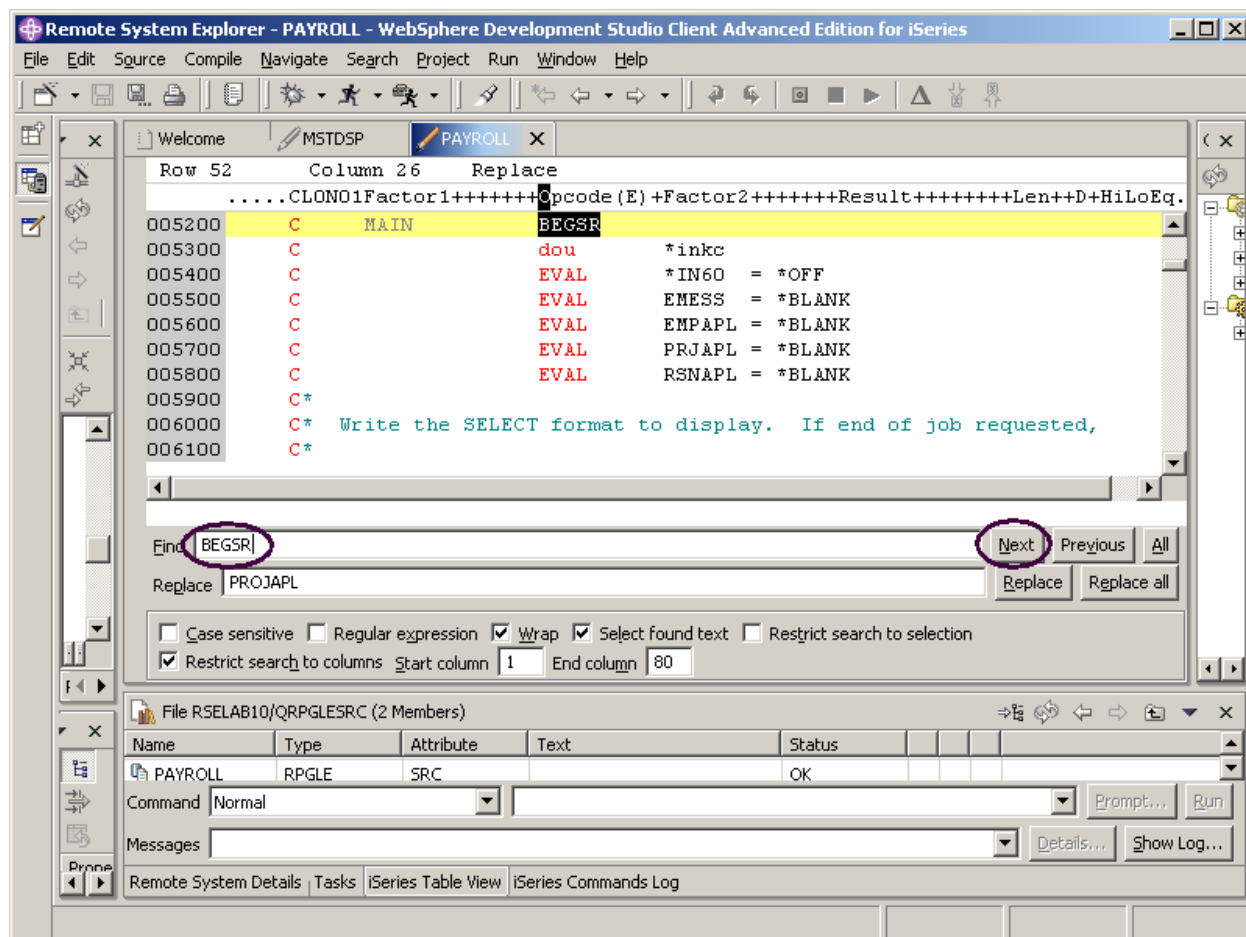 Remote System Explorer - PAYROLL - WebSphere Development Studio Client Advanced Edition for iSeries
File Edit Source Compile Navigate Search Project Run Window Help
Welcome MSTDSP PAYROLL
Row 52 Column 26 Replace
.....CL0N01Factor1+++++++Opcode(E)+Factor2+++++++Result++++++++Len++D+HiLoEq.
005200 C MAIN BEGSR
005300 C dou *inkc
005400 C EVAL *IN60 = *OFF
005500 C EVAL EMESS = *BLANK
005600 C EVAL EMPAPL = *BLANK
005700 C EVAL PRJAPL = *BLANK
005800 C EVAL RSNAPL = *BLANK
005900 C*
006000 C* Write the SELECT format to display. If end of job requested,
006100 C*
Find BEGSR Next Previous All
Replace PROJAPL Replace Replace all
Case sensitive Regular expression Wrap Select found text Restrict search to selection
Restrict search to columns Start column 1 End column 80
File RSELAB10/QRPGLESRC (2 Members)
Name Type Attribute Text Status
PAYROLL RPGLE SRC OK
Command Normal Prompt... Run
Messages Details... Show Log...
Prope
Remote System Details Tasks iSeries Table View iSeries Commands Log